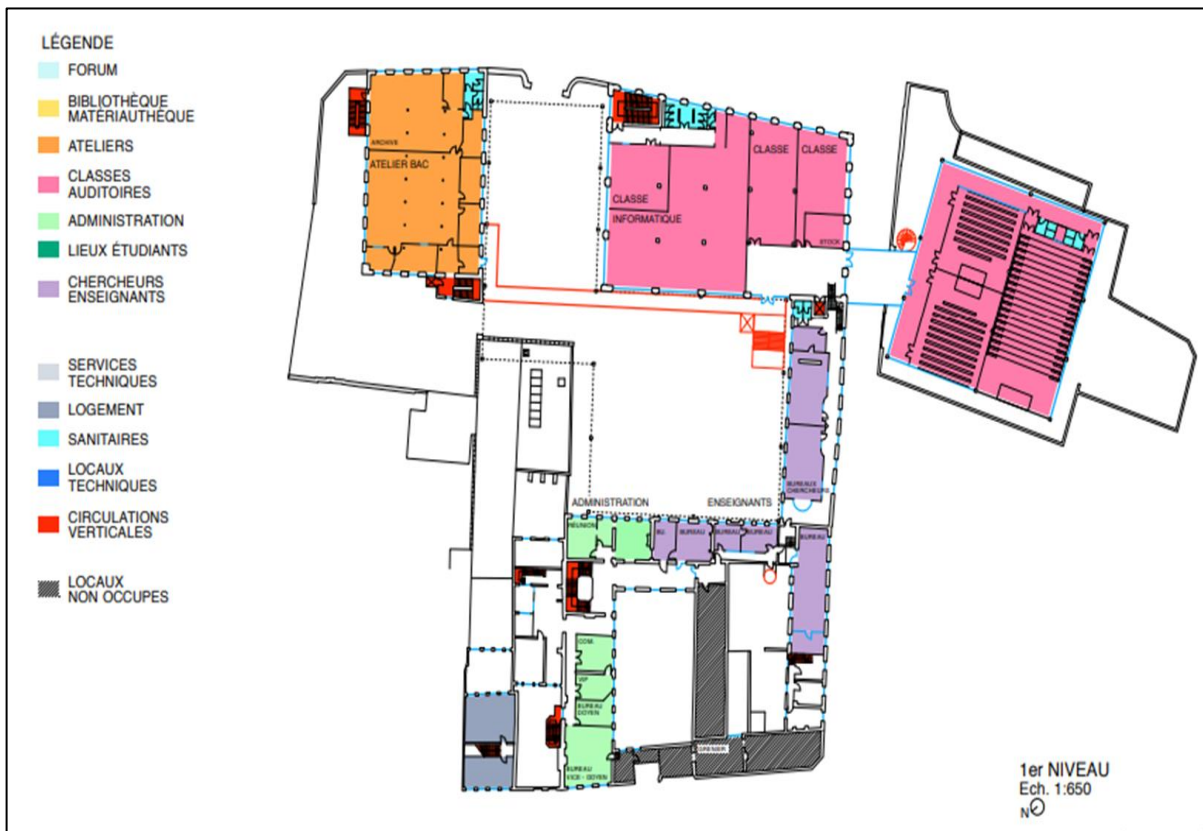 LÉGENDE
FORUM
BIBLIOTHÈQUE
MATÉRIAUTHÈQUE
ATELIERS
CLASSES
AUDITOIRES
ADMINISTRATION
LIEUX ÉTUDIANTS
CHERCHEURS
ENSEIGNANTS
SERVICES
TECHNIQUES
LOGEMENT
SANITAIRES
LOCAUX
TECHNIQUES
CIRCULATIONS
VERTICALES
LOCAUX
NON OCCUPES
ARCHIVE
ATELIER BAC
CLASSE
INFORMATIQUE
CLASSE
CLASSE
STOCK
BUREAUX
CHERCHEURS
ADMINISTRATION
ENSEIGNANTS
RÉUNION
BU.
BUREAU
BUREAU
BUREAU
BUREAU
COM.
BUREAU
DOYEN
BUREAU
VICE - DOYEN
GRENIER
1er NIVEAU
Ech. 1:650
N